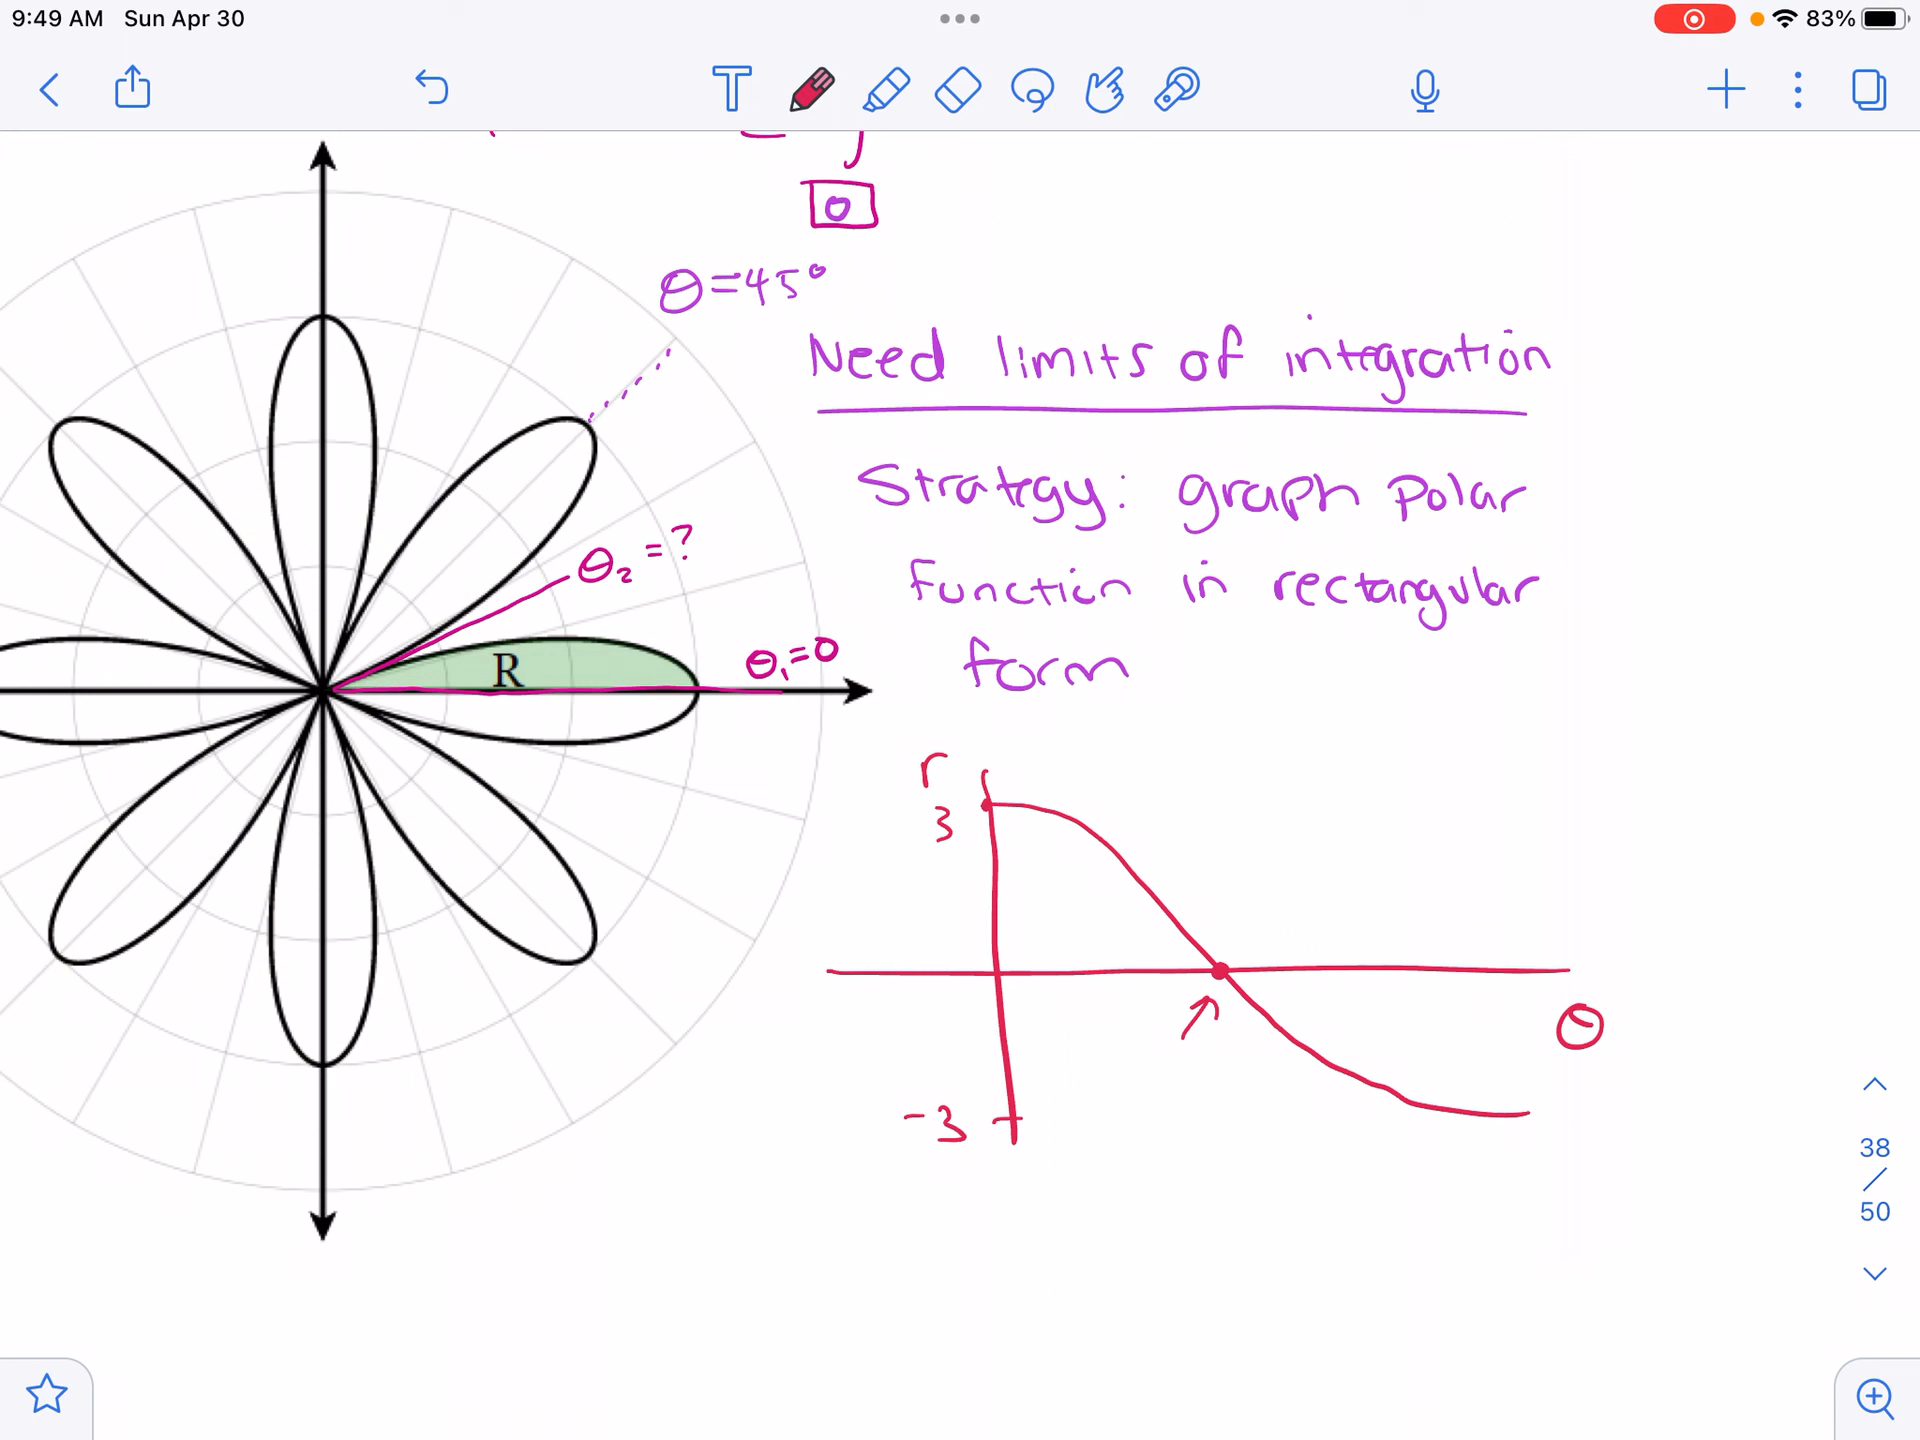 9:49 AM Sun Apr 30
83%
0
θ=45°
Need limits of integration
Strategy: graph polar
function in rectangular
form
θ₂ = ?
θ₁=0
R
r
3
θ
-3
38
/
50